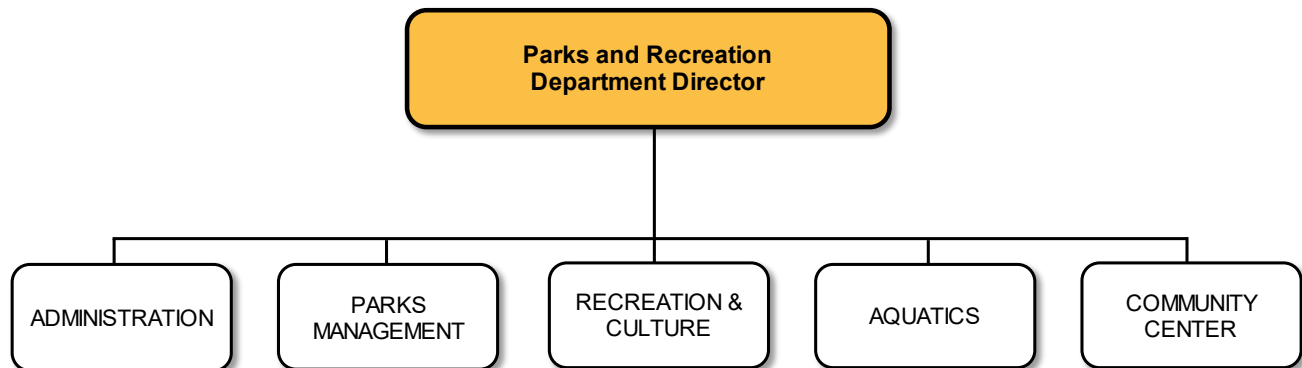 Parks and Recreation
Department Director
ADMINISTRATION
PARKS
MANAGEMENT
RECREATION &
CULTURE
AQUATICS
COMMUNITY
CENTER